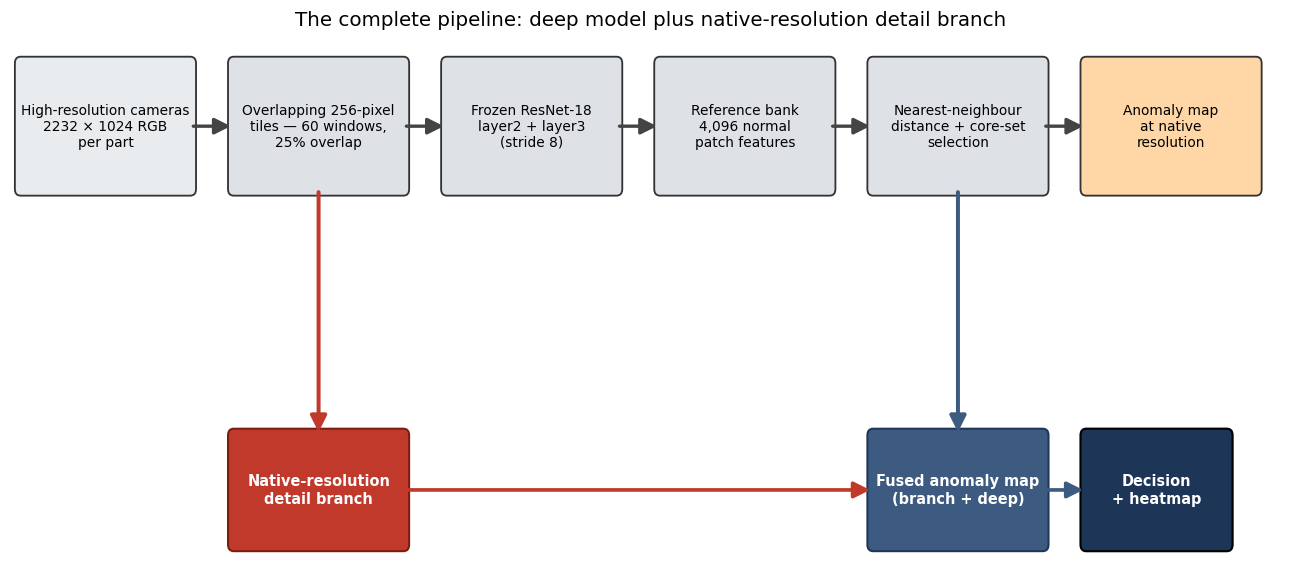 The complete pipeline: deep model plus native-resolution detail branch
High-resolution cameras
2232 × 1024 RGB
per part
Overlapping 256-pixel
tiles — 60 windows,
25% overlap
Frozen ResNet-18
layer2 + layer3
(stride 8)
Reference bank
4,096 normal
patch features
Nearest-neighbour
distance + core-set
selection
Anomaly map
at native
resolution
Native-resolution
detail branch
Fused anomaly map
(branch + deep)
Decision
+ heatmap